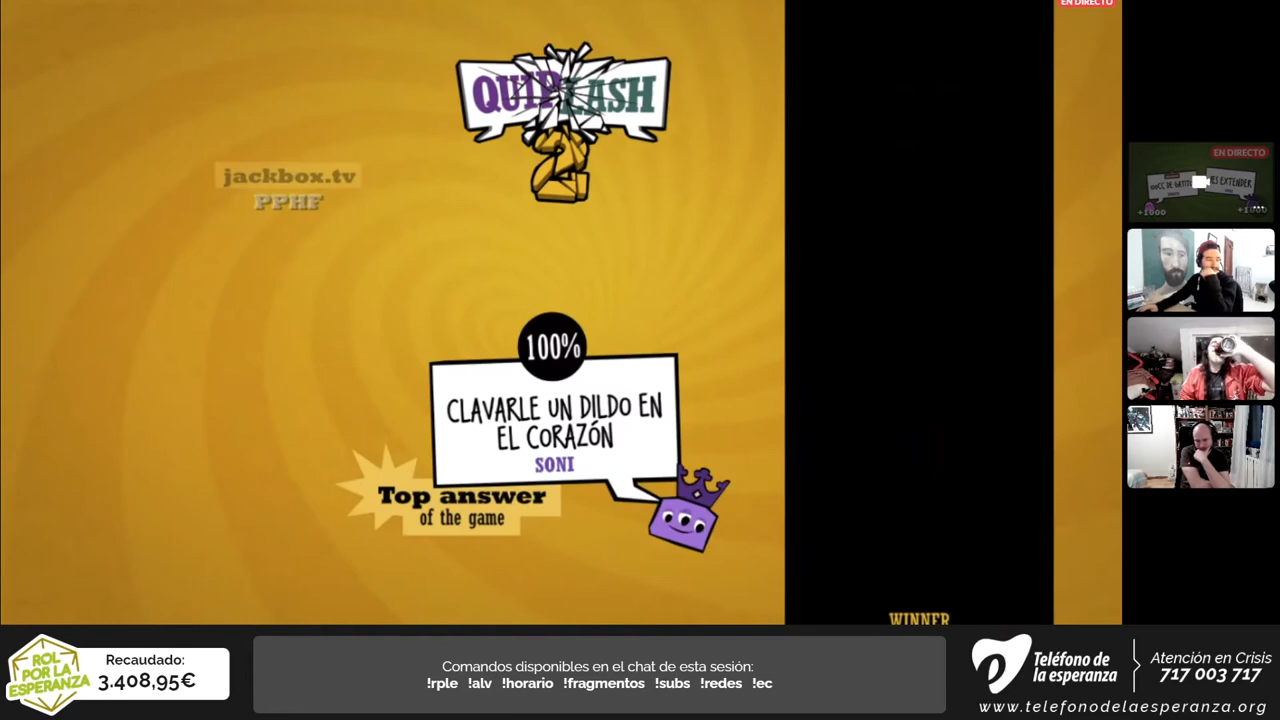 EN DIRECTO
QUIPLASH
2
jackbox.tv
PPHF
100%
CLAVARLE UN DILDO EN
EL CORAZÓN
SONI
Top answer
of the game
WINNER
EN DIRECTO
+1000
ROL
POR LA
ESPERANZA
Recaudado:
3.408,95€
Comandos disponibles en el chat de esta sesión:
!rple !alv !horario !fragmentos !subs !redes !ec
Teléfono de
la esperanza
Atención en Crisis
717 003 717
www.telefonodelaesperanza.org